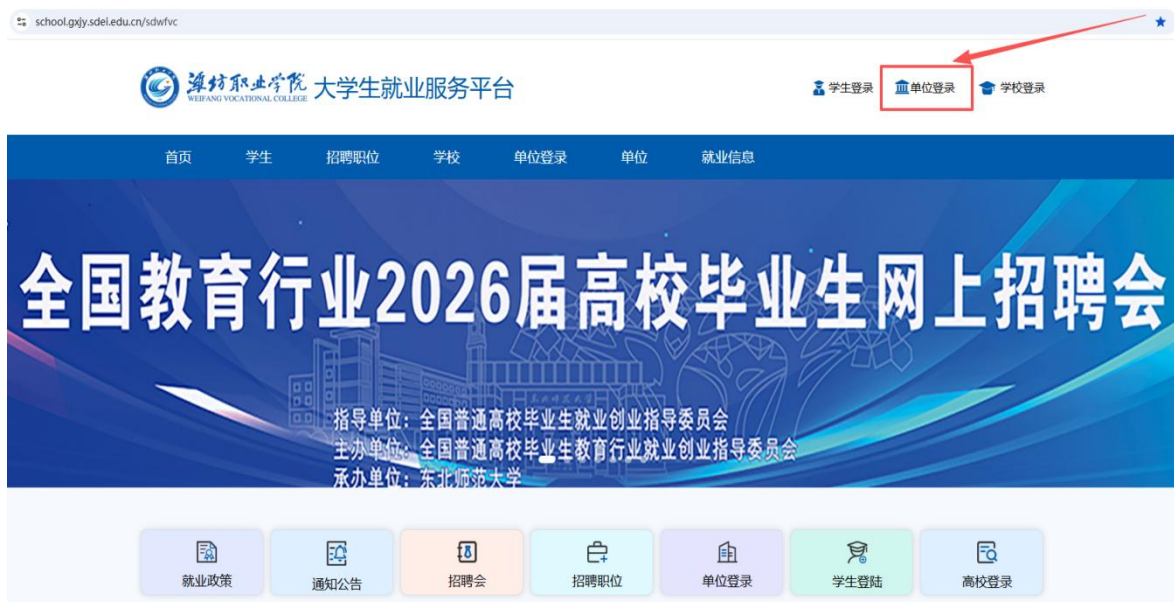 school.gxjy.sdei.edu.cn/sdwfvc
潍坊职业学院 大学生就业服务平台
WEIFANG VOCATIONAL COLLEGE
学生登录 单位登录 学校登录
首页 学生 招聘职位 学校 单位登录 单位 就业信息
全国教育行业2026届高校毕业生网上招聘会
东北师范大学
指导单位：全国普通高校毕业生就业创业指导委员会
主办单位：全国普通高校毕业生教育行业就业创业指导委员会
承办单位：东北师范大学
就业政策 通知公告 招聘会 招聘职位 单位登录 学生登陆 高校登录